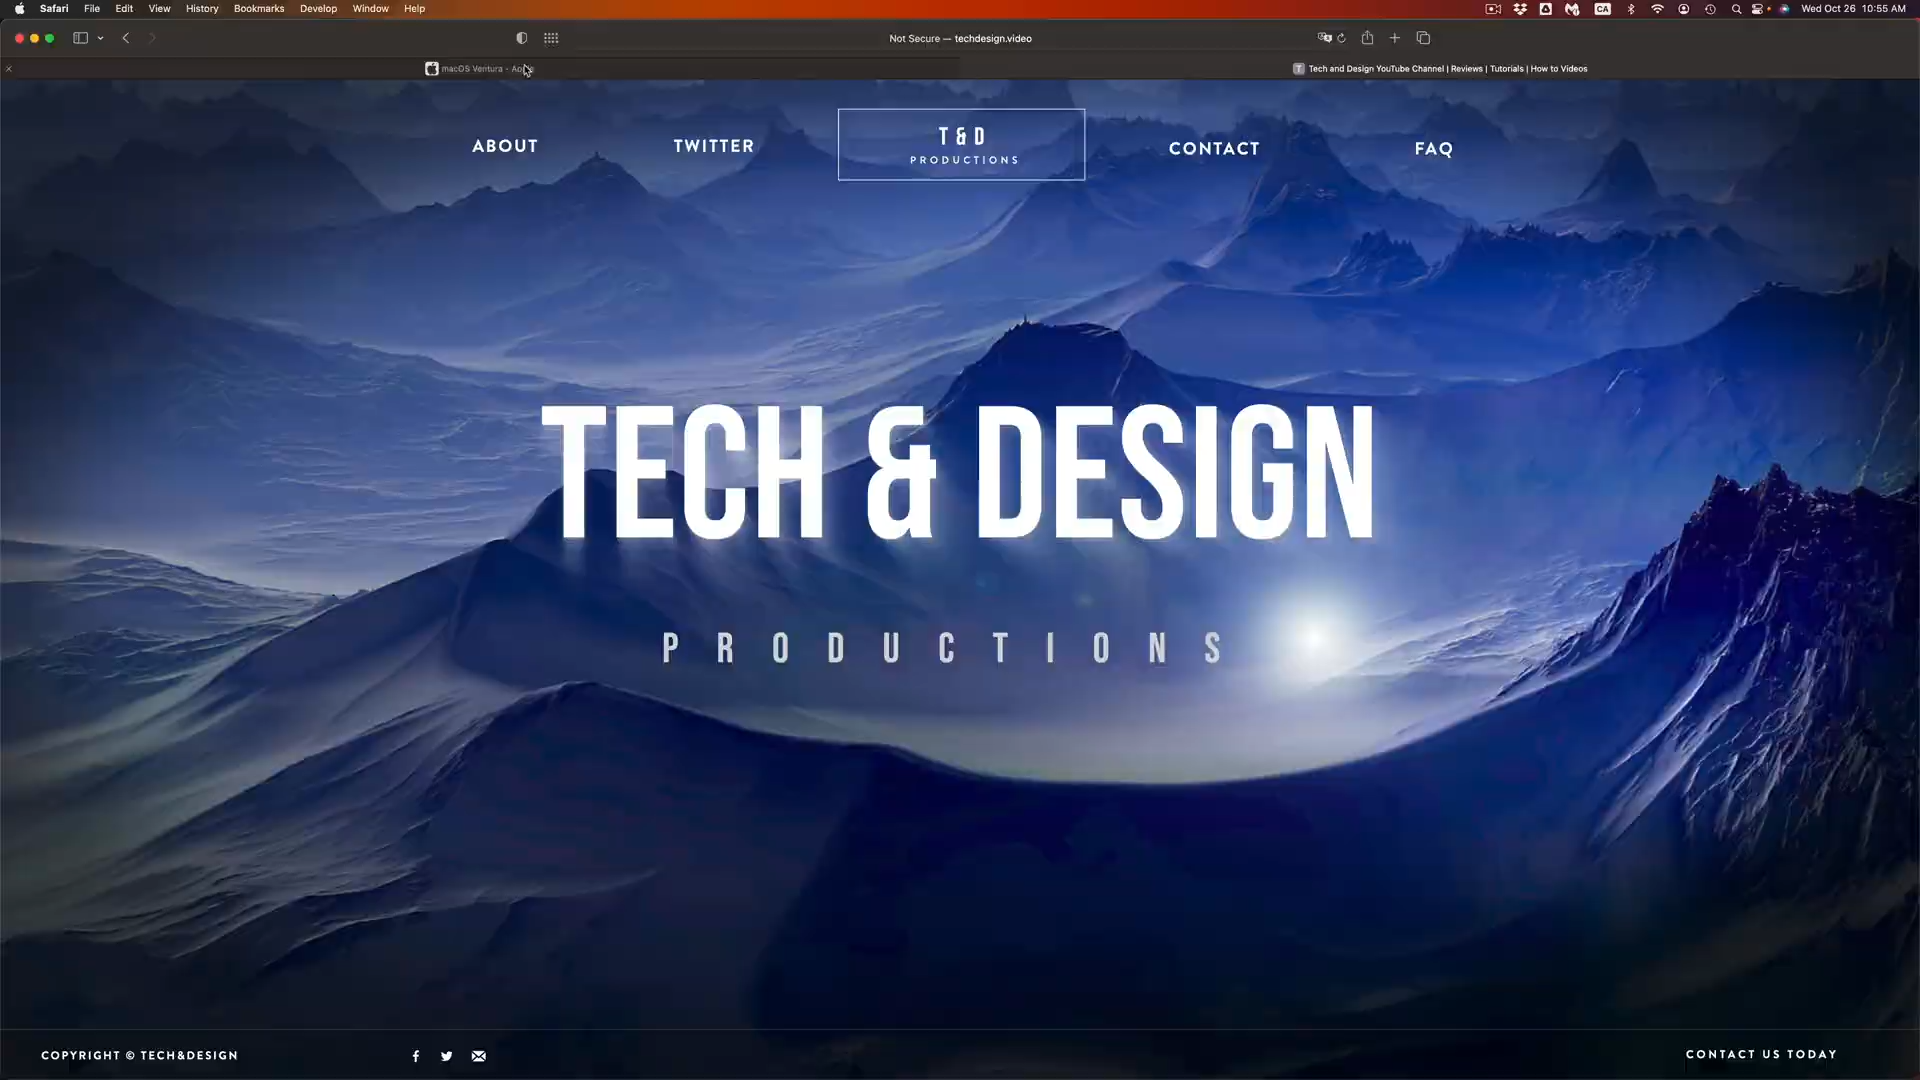 Safari File Edit View History Bookmarks Develop Window Help CA Wed Oct 26 10:55 AM
Not Secure — techdesign.video
macOS Ventura - Tech and Design YouTube Channel | Reviews | Tutorials | How to Videos
ABOUT TWITTER T & D CONTACT FAQ
PRODUCTIONS
TECH & DESIGN
PRODUCTIONS
COPYRIGHT © TECH&DESIGN CONTACT US TODAY